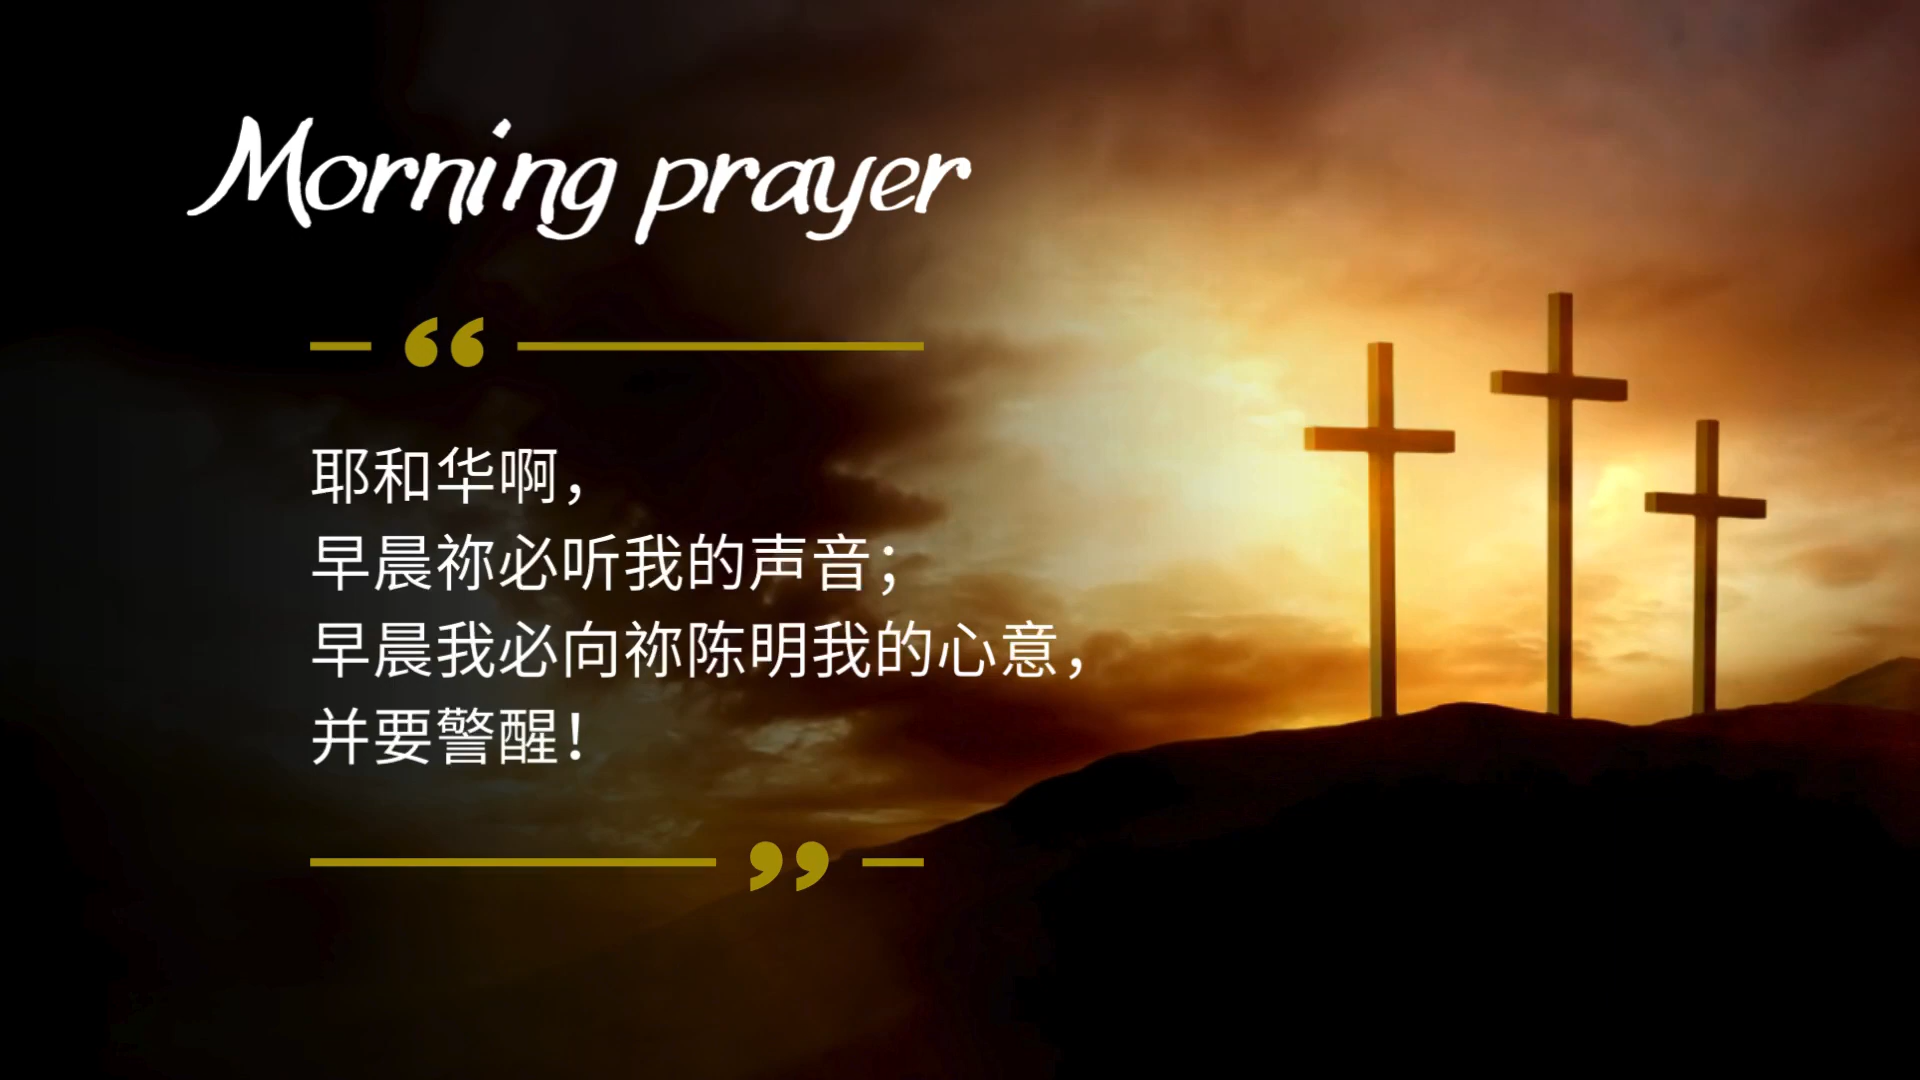 Morning prayer
“
耶和华啊，
早晨祢必听我的声音；
早晨我必向祢陈明我的心意，
并要警醒！
”